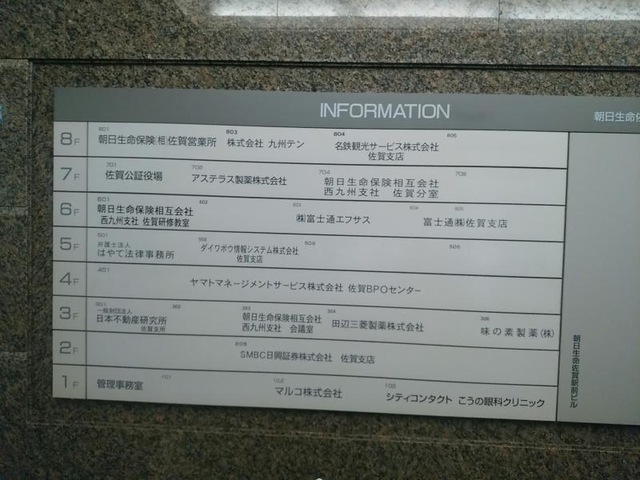 INFORMATION
朝日生命佐
8F
801
朝日生命保険(相)佐賀営業所
803
株式会社 九州テン
804
名鉄観光サービス株式会社
佐賀支店
806
7F
701
佐賀公証役場
702
アステラス製薬株式会社
704
朝日生命保険相互会社
西九州支社 佐賀分室
6F
朝日生命保険相互会社
西九州支社 佐賀研修教室
602
㈱富士通エフサス
富士通㈱佐賀支店
5F
弁護士法人
はやて法律事務所
ダイワボウ情報システム株式会社
佐賀支店
4F
401
ヤマトマネージメントサービス株式会社 佐賀BPOセンター
3F
301
一般財団法人
日本不動産研究所
佐賀支所
302
303
朝日生命保険相互会社
西九州支社 会議室
304
田辺三菱製薬株式会社
306
味の素製薬(株)
2F
SMBC日興証券株式会社 佐賀支店
1F
管理事務室
101
102
マルコ株式会社
103
シティコンタクト こうの眼科クリニック
朝日生命佐賀駅前ビル